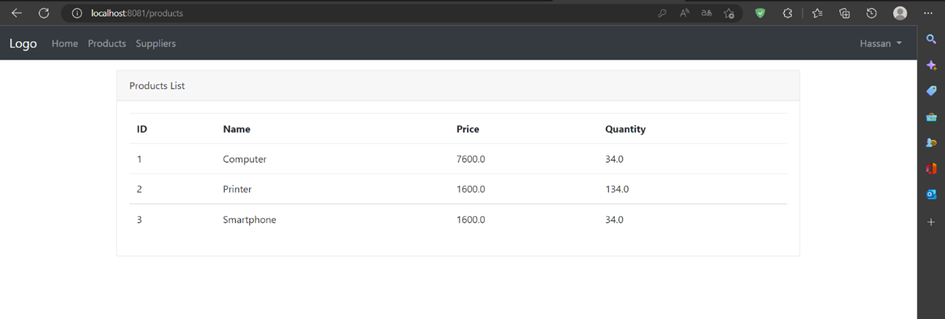 localhost:8081/products
Logo Home Products Suppliers Hassan
Products List
ID Name Price Quantity
1 Computer 7600.0 34.0
2 Printer 1600.0 134.0
3 Smartphone 1600.0 34.0